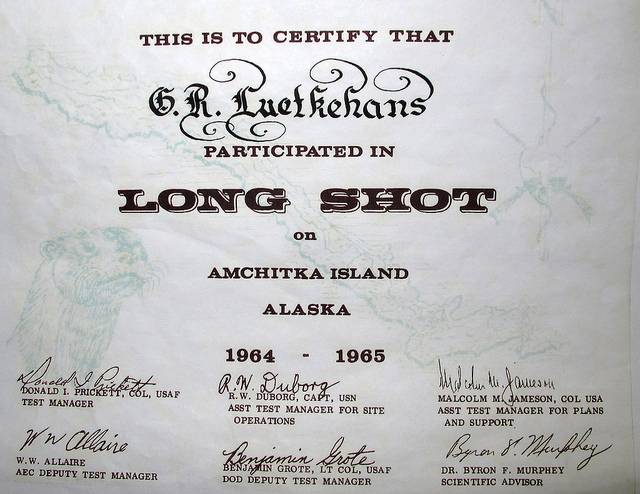 THIS IS TO CERTIFY THAT
G. R. Luetkehans
PARTICIPATED IN
LONG SHOT
on
AMCHITKA ISLAND
ALASKA
1964 - 1965
Donald I Prickett
DONALD I. PRICKETT, COL, USAF
TEST MANAGER
R.W. Duborg
R.W. DUBORG, CAPT, USN
ASST TEST MANAGER FOR SITE
OPERATIONS
Malcolm M. Jameson
MALCOLM M. JAMESON, COL USA
ASST TEST MANAGER FOR PLANS
AND SUPPORT
W W Allaire
W.W. ALLAIRE
AEC DEPUTY TEST MANAGER
Benjamin Grote
BENJAMIN GROTE, LT COL, USAF
DOD DEPUTY TEST MANAGER
Byron F. Murphey
DR. BYRON F. MURPHEY
SCIENTIFIC ADVISOR